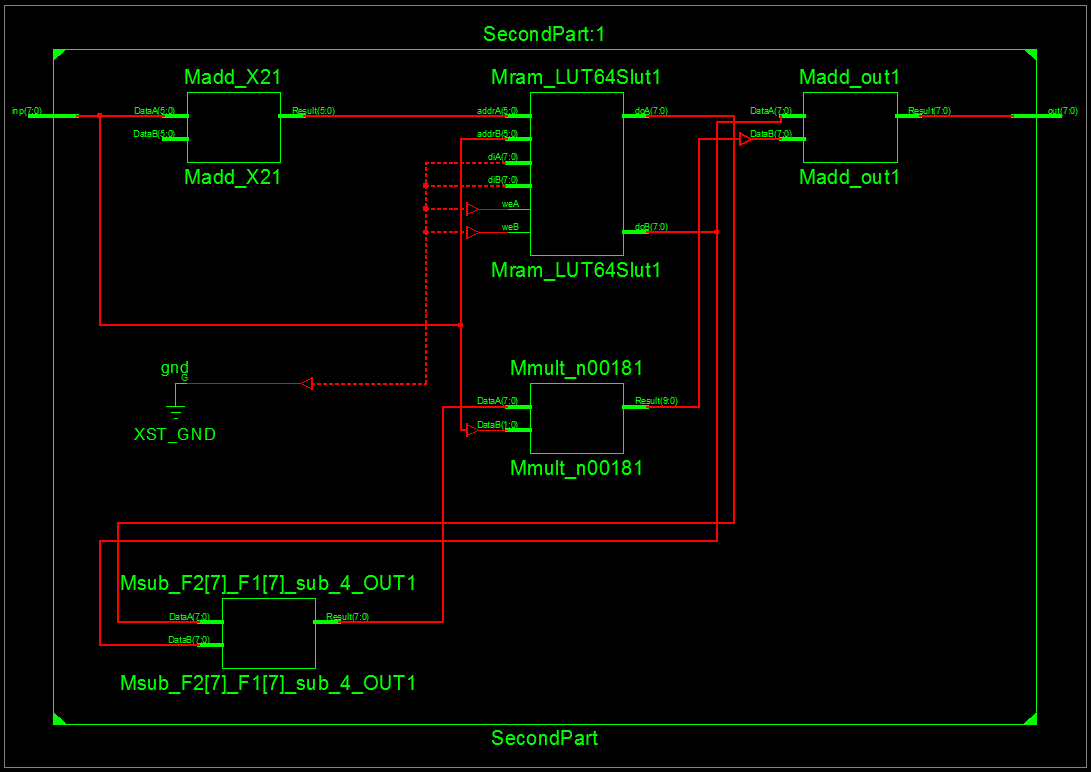 SecondPart:1
Madd_X21
Mram_LUT64Slut1
Madd_out1
inp(7:0)
DataA(5:0)
Result(5:0)
addrA(5:0)
doA(7:0)
DataA(7:0)
Result(7:0)
out(7:0)
DataB(5:0)
addrB(5:0)
DataB(7:0)
diA(7:0)
Madd_X21
Madd_out1
diB(7:0)
weA
weB
doB(7:0)
Mram_LUT64Slut1
gnd
G
XST_GND
Mmult_n00181
DataA(7:0)
Result(9:0)
DataB(1:0)
Mmult_n00181
Msub_F2[7]_F1[7]_sub_4_OUT1
DataA(7:0)
Result(7:0)
DataB(7:0)
Msub_F2[7]_F1[7]_sub_4_OUT1
SecondPart